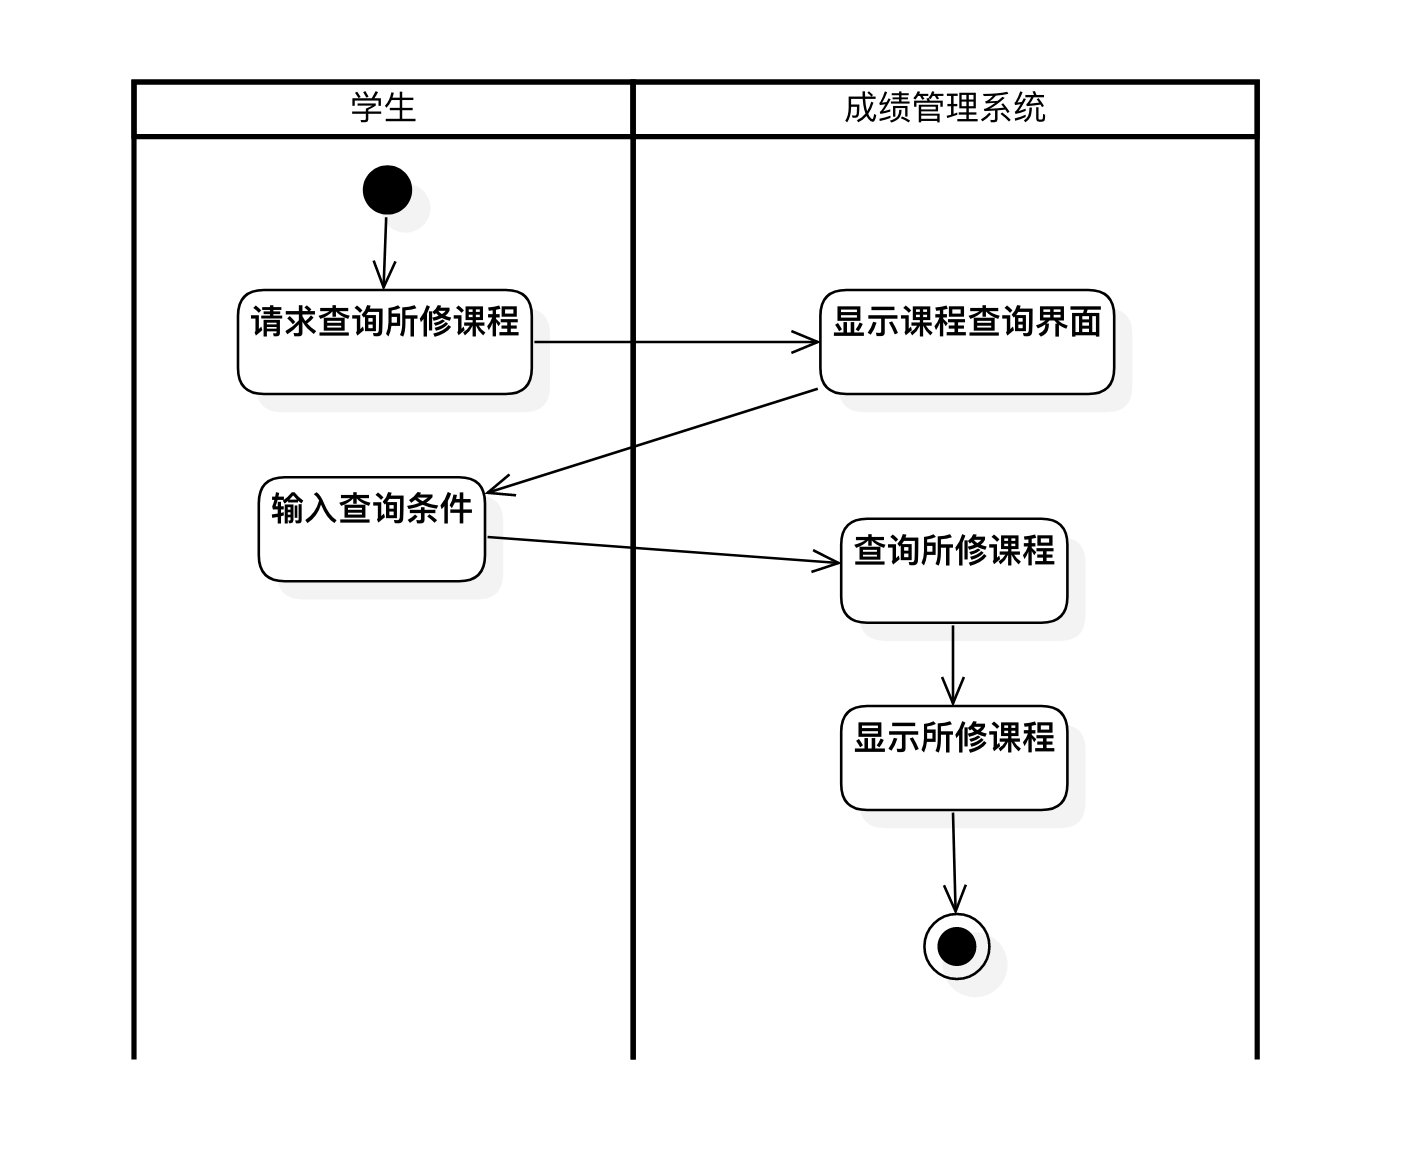 学生
成绩管理系统
请求查询所修课程
显示课程查询界面
输入查询条件
查询所修课程
显示所修课程